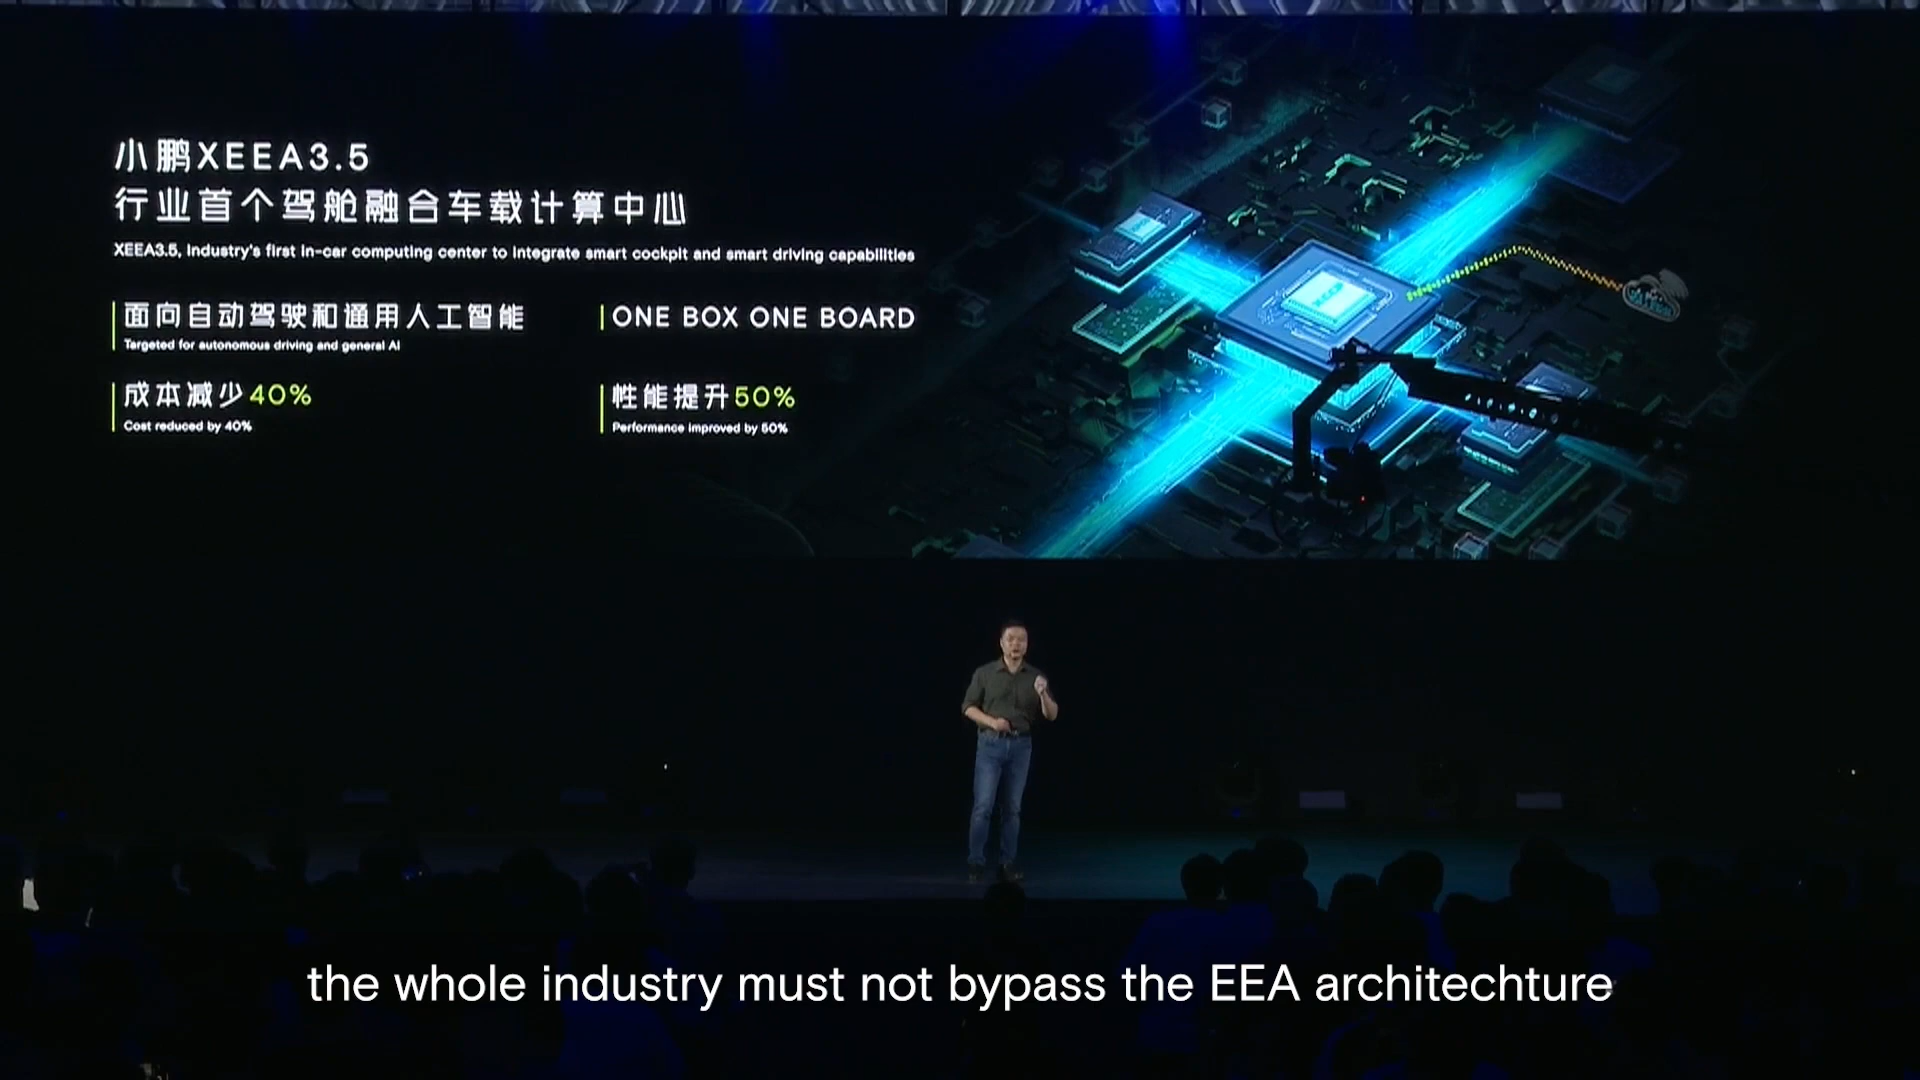 小鹏XEEA3.5
行业首个驾舱融合车载计算中心
XEEA3.5, Industry's first in-car computing center to integrate smart cockpit and smart driving capabilities
面向自动驾驶和通用人工智能
Targeted for autonomous driving and general AI
ONE BOX ONE BOARD
成本减少40%
Cost reduced by 40%
性能提升50%
Performance improved by 50%
the whole industry must not bypass the EEA architechture